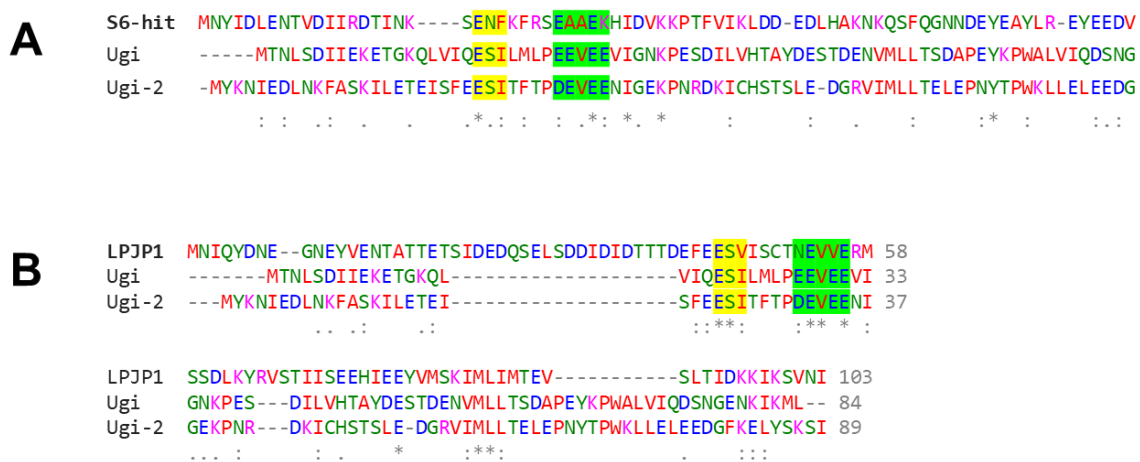 A
S6-hit MNYIDLENTVDIIRDTINK----SENFKFRSEAAEKHIDVKKPTFVIKLDD-EDLHAKNKQSFQGNNDEYEAYLR-EYEEDV
Ugi -----MTNLSDIIEKETGKQLVIQESILMLPEEVEEVIGNKPESDILVHTAYDESTDENVMLLTSDAPEYKPWALVIQDSNG
Ugi-2 -MYKNIEDLNKFASKILETEISFEESITFTPDEVEENIGEKPNRDKICHSTSLE-DGRVIMLLTELEPNYTPWKLLELEEDG
: : .: . . .*.: : : .*: *. * : : . : :* : :.:
B
LPJP1 MNIQYDNE--GNEYVENTATTETSIDEDQSELSDDIDIDTTTDEFEESVISCTNEVVERM 58
Ugi -------MTNLSDIIEKETGKQL-----------------VIQESILMLPEEVEEVI 33
Ugi-2 ---MYKNIEDLNKFASKILETEI-----------------SFEESITFTPDEVEENI 37
.. .: .: ::**: :** * :
LPJP1 SSDLKYRVSTIISEEHIEEYVMSKIMLIMTEV-----------SLTIDKKIKSVNI 103
Ugi GNKPES---DILVHTAYDESTDENVMLLTSDAPEYKPWALVIQDSNGENKIKML-- 84
Ugi-2 GEKPNR---DKICHSTSLE-DGRVIMLLTELEPNYTPWKLLELEEDGFKELYSKSI 89
... : : . * :**: . :::